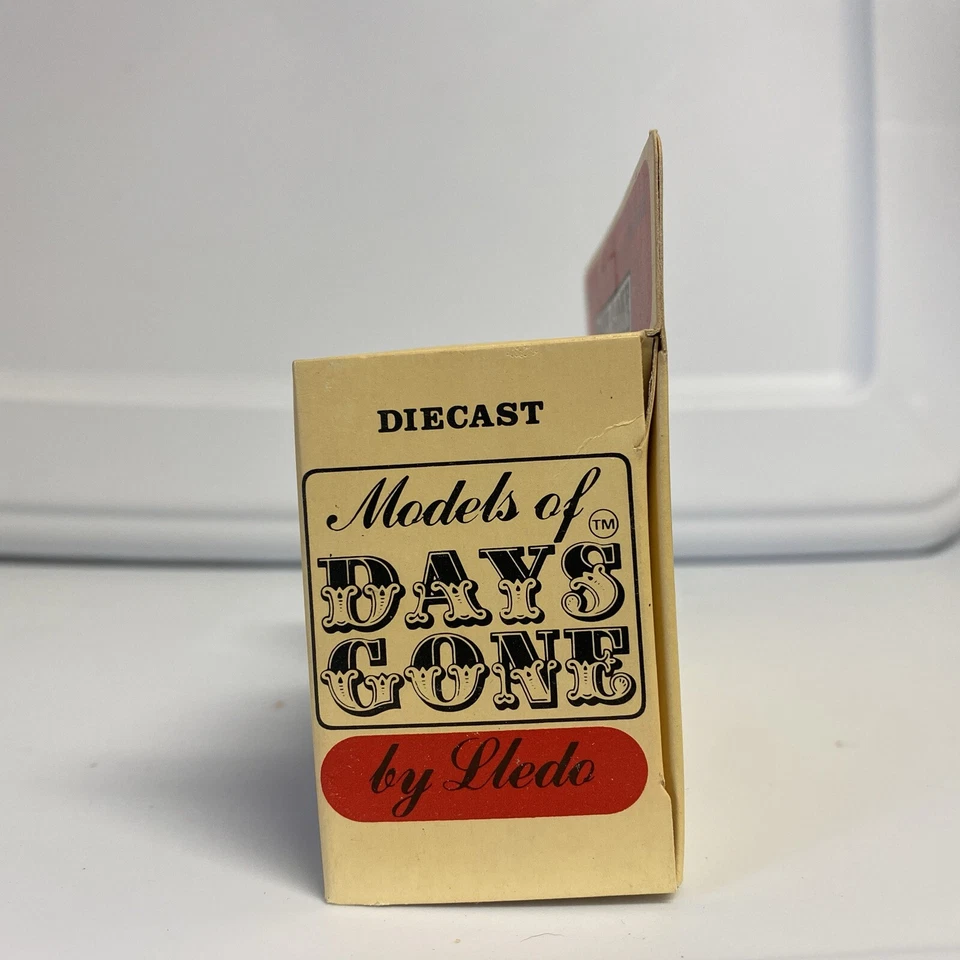 DIECAST
Models of
DAYS ™
GONE
by Lledo